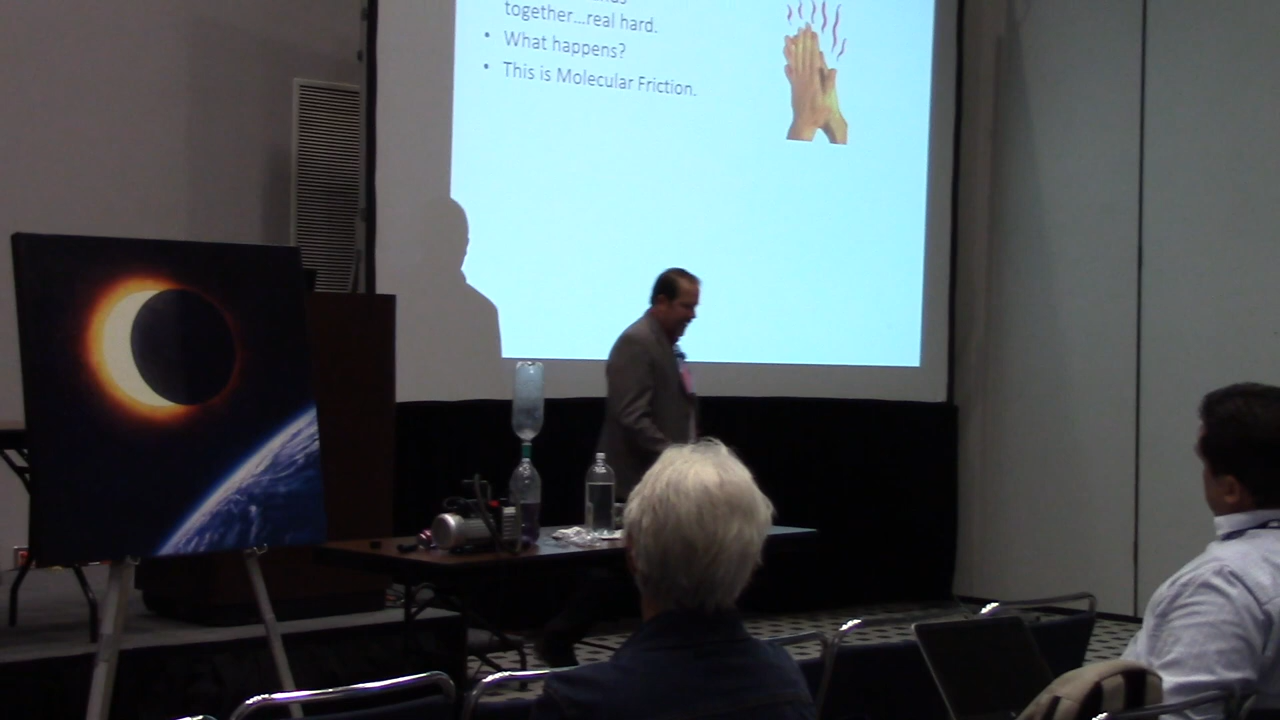 together...real hard.
• What happens?
• This is Molecular Friction.